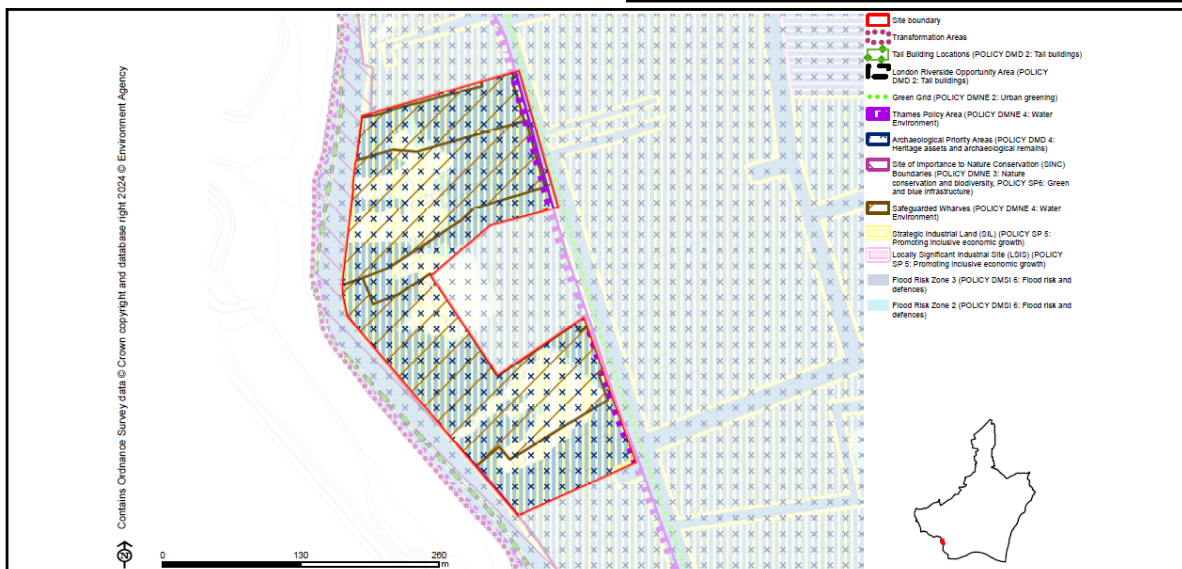 Site boundary
Transformation Areas
Tall Building Locations (POLICY DMD 2: Tall buildings)
London Riverside Opportunity Area (POLICY
DMD 2: Tall buildings)
Green Grid (POLICY DMNE 2: Urban greening)
Thames Policy Area (POLICY DMNE 4: Water
Environment)
Archaeological Priority Areas (POLICY DMD 4:
Heritage assets and archaeological remains)
Site of Importance to Nature Conservation (SINC)
Boundaries (POLICY DMNE 3: Nature
conservation and biodiversity, POLICY SP6: Green
and blue infrastructure)
Safeguarded Wharves (POLICY DMNE 4: Water
Environment)
Strategic Industrial Land (SIL) (POLICY SP 5:
Promoting inclusive economic growth)
Locally Significant Industrial Site (LSIS) (POLICY
SP 5: Promoting inclusive economic growth)
Flood Risk Zone 3 (POLICY DMSI 6: Flood risk and
defences)
Flood Risk Zone 2 (POLICY DMSI 6: Flood risk and
defences)
Contains Ordnance Survey data © Crown copyright and database right 2024 © Environment Agency
N
0 130 260
m